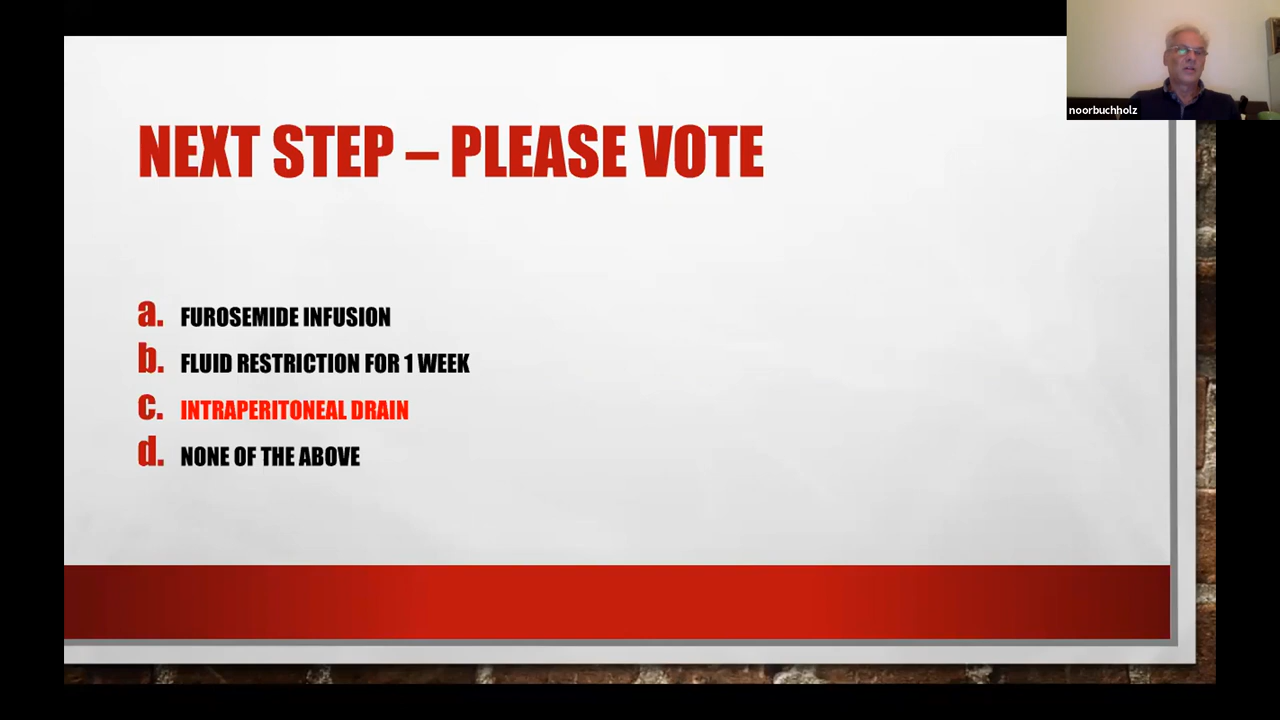 noorbuchholz
NEXT STEP – PLEASE VOTE
a. FUROSEMIDE INFUSION
b. FLUID RESTRICTION FOR 1 WEEK
c. INTRAPERITONEAL DRAIN
d. NONE OF THE ABOVE